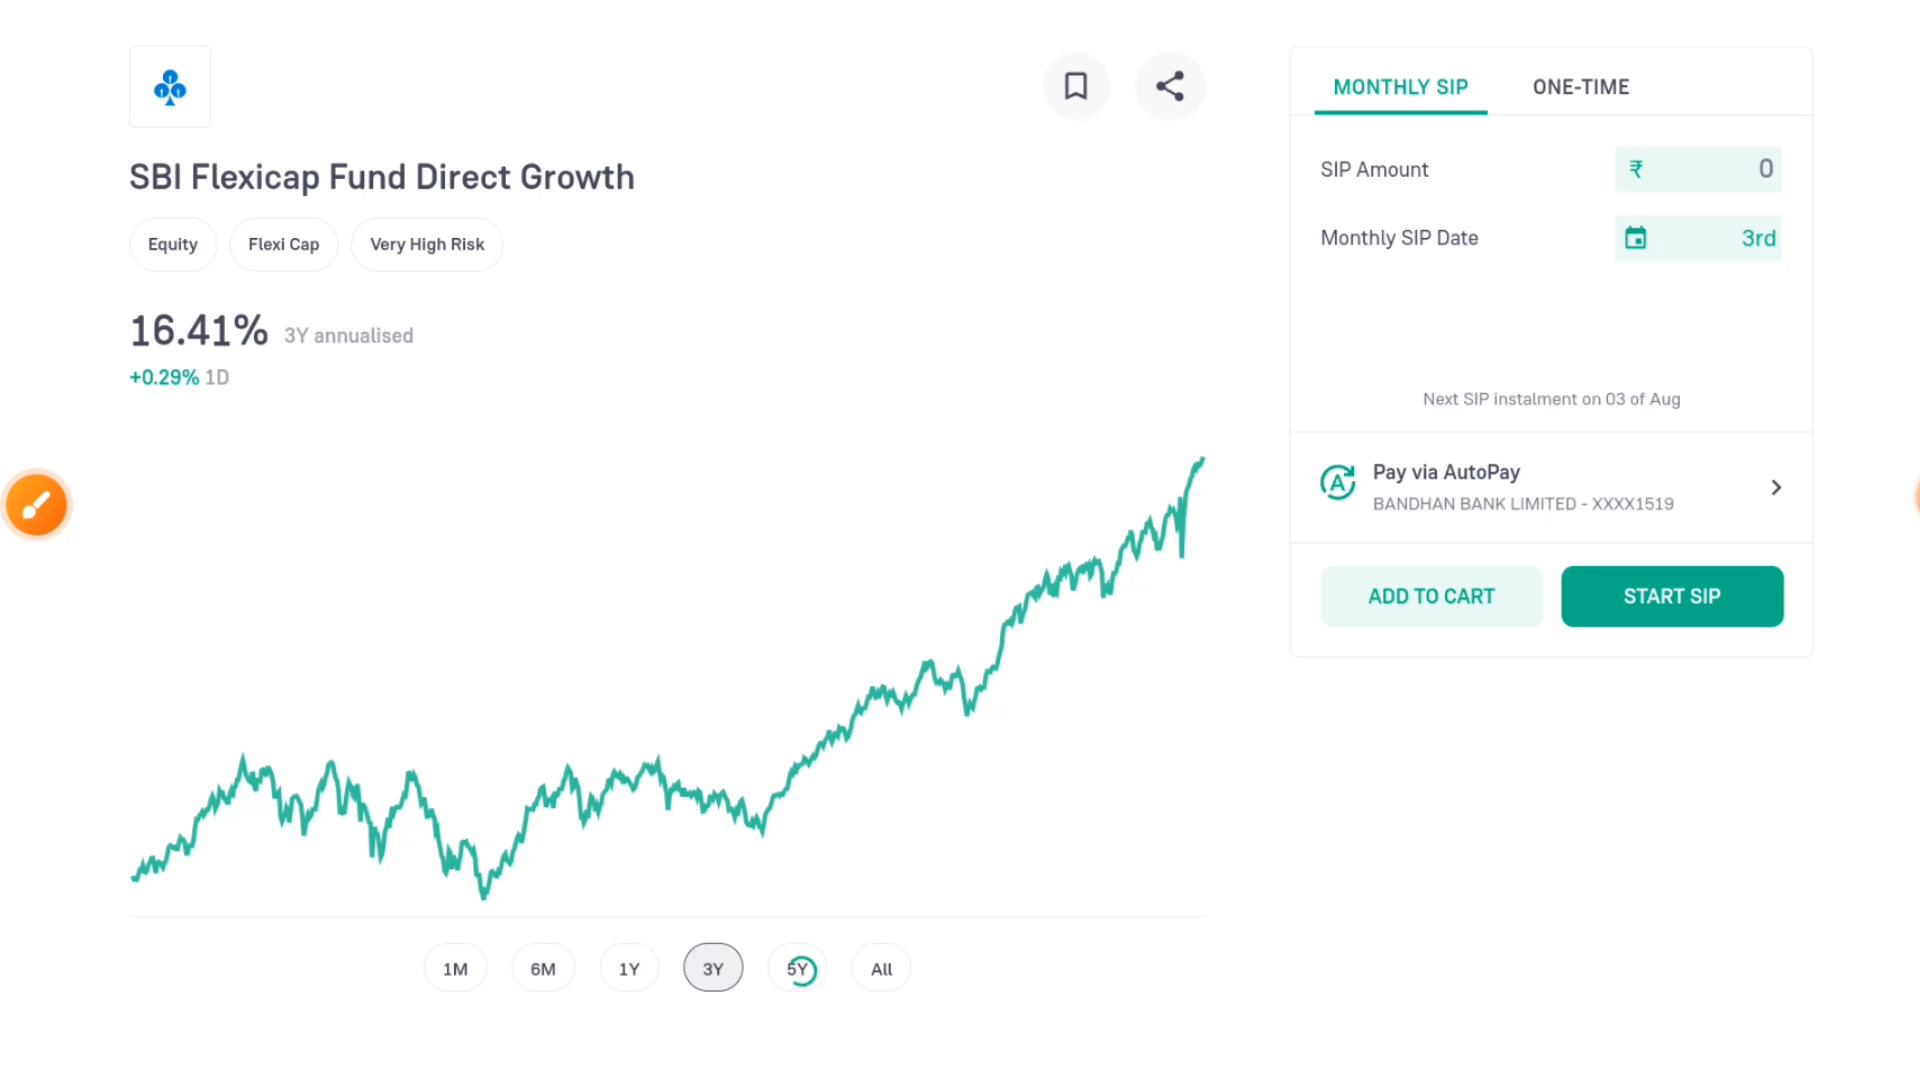 SBI Flexicap Fund Direct Growth
Equity
Flexi Cap
Very High Risk
16.41% 3Y annualised
+0.29% 1D
1M
6M
1Y
3Y
5Y
All
MONTHLY SIP
ONE-TIME
SIP Amount
₹ 0
Monthly SIP Date
3rd
Next SIP instalment on 03 of Aug
A
Pay via AutoPay
BANDHAN BANK LIMITED - XXXX1519
ADD TO CART
START SIP